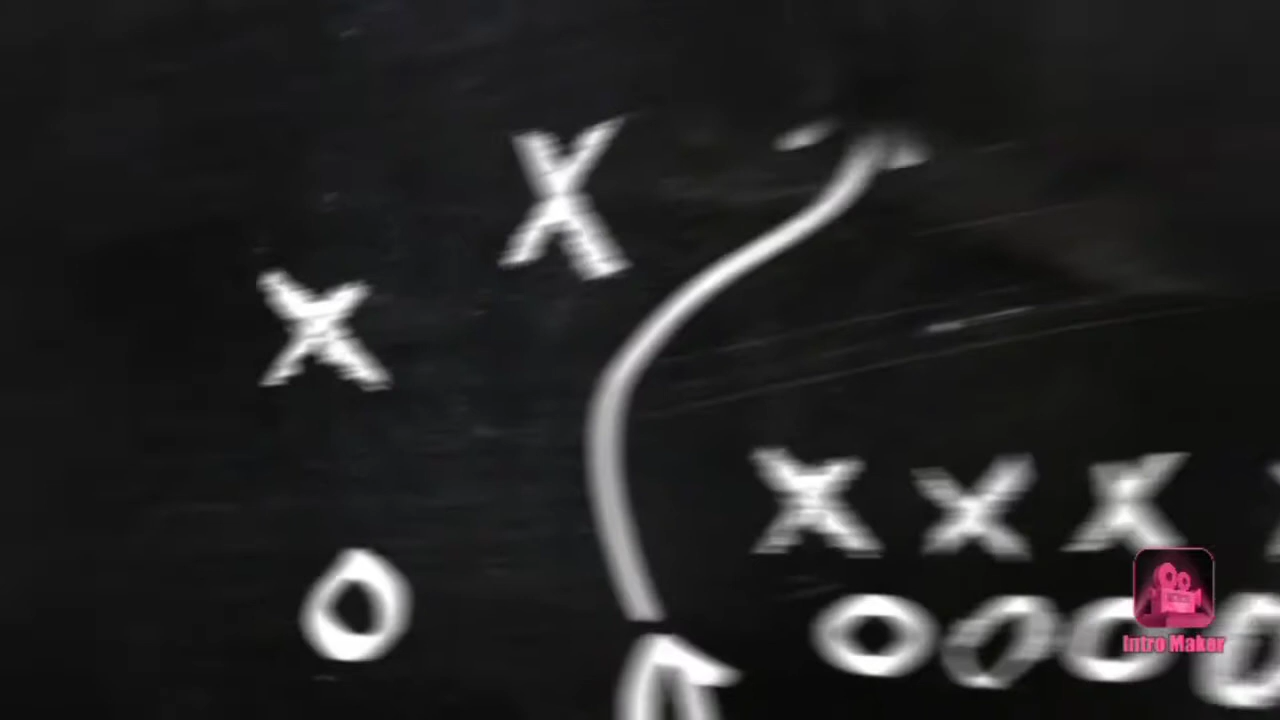 X
X
X X X
O
O O O O
Intro Maker